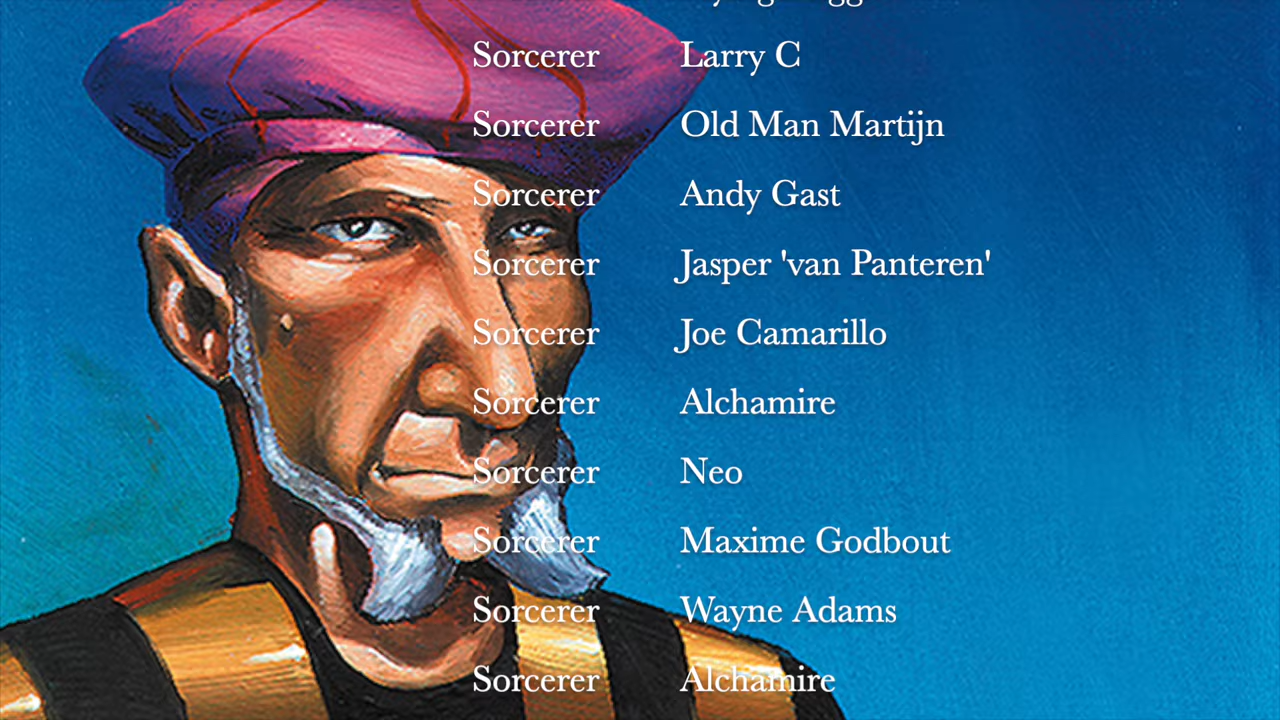 Sorcerer Larry C
Sorcerer Old Man Martijn
Sorcerer Andy Gast
Sorcerer Jasper 'van Panteren'
Sorcerer Joe Camarillo
Sorcerer Alchamire
Sorcerer Neo
Sorcerer Maxime Godbout
Sorcerer Wayne Adams
Sorcerer Alchamire